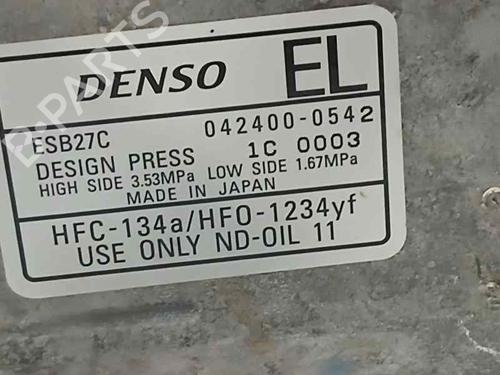 B-PARTS
DENSO EL
ESB27C 042400-0542
DESIGN PRESS 1C 0003
HIGH SIDE 3.53MPa LOW SIDE 1.67MPa
MADE IN JAPAN
HFC-134a/HFO-1234yf
USE ONLY ND-OIL 11